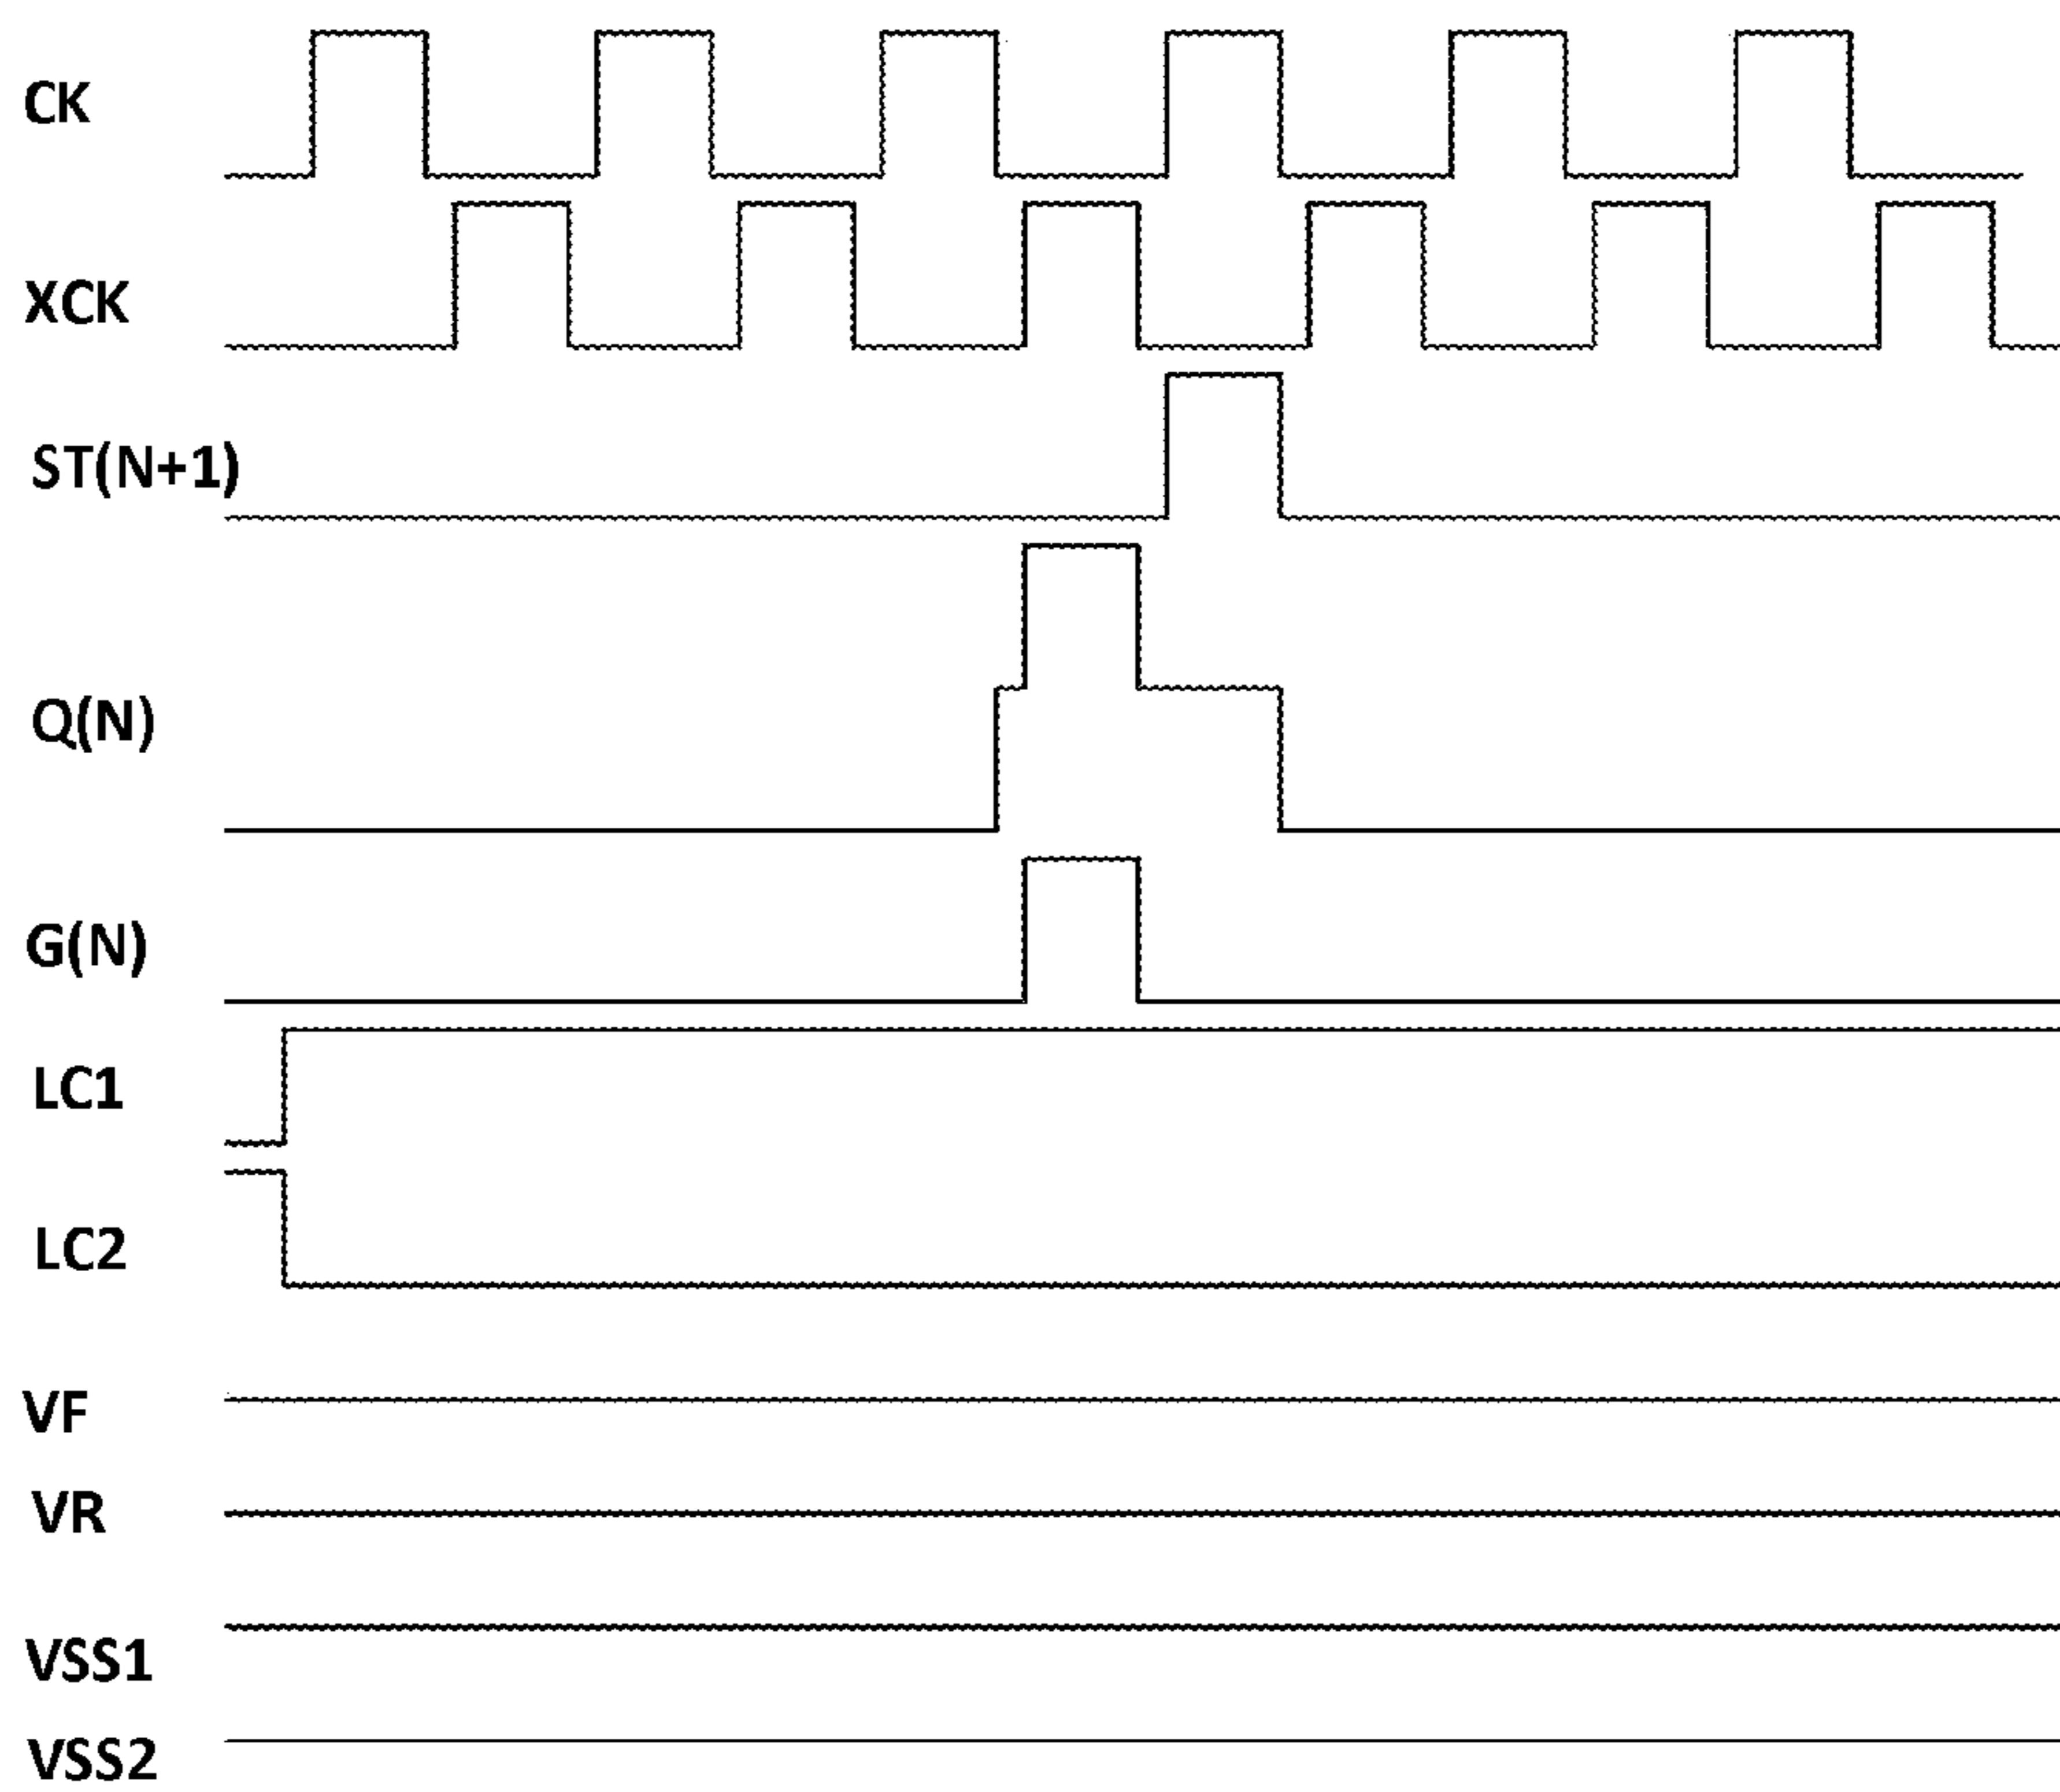 CK
XCK
ST(N+1)
Q(N)
G(N)
LC1
LC2
VF
VR
VSS1
VSS2